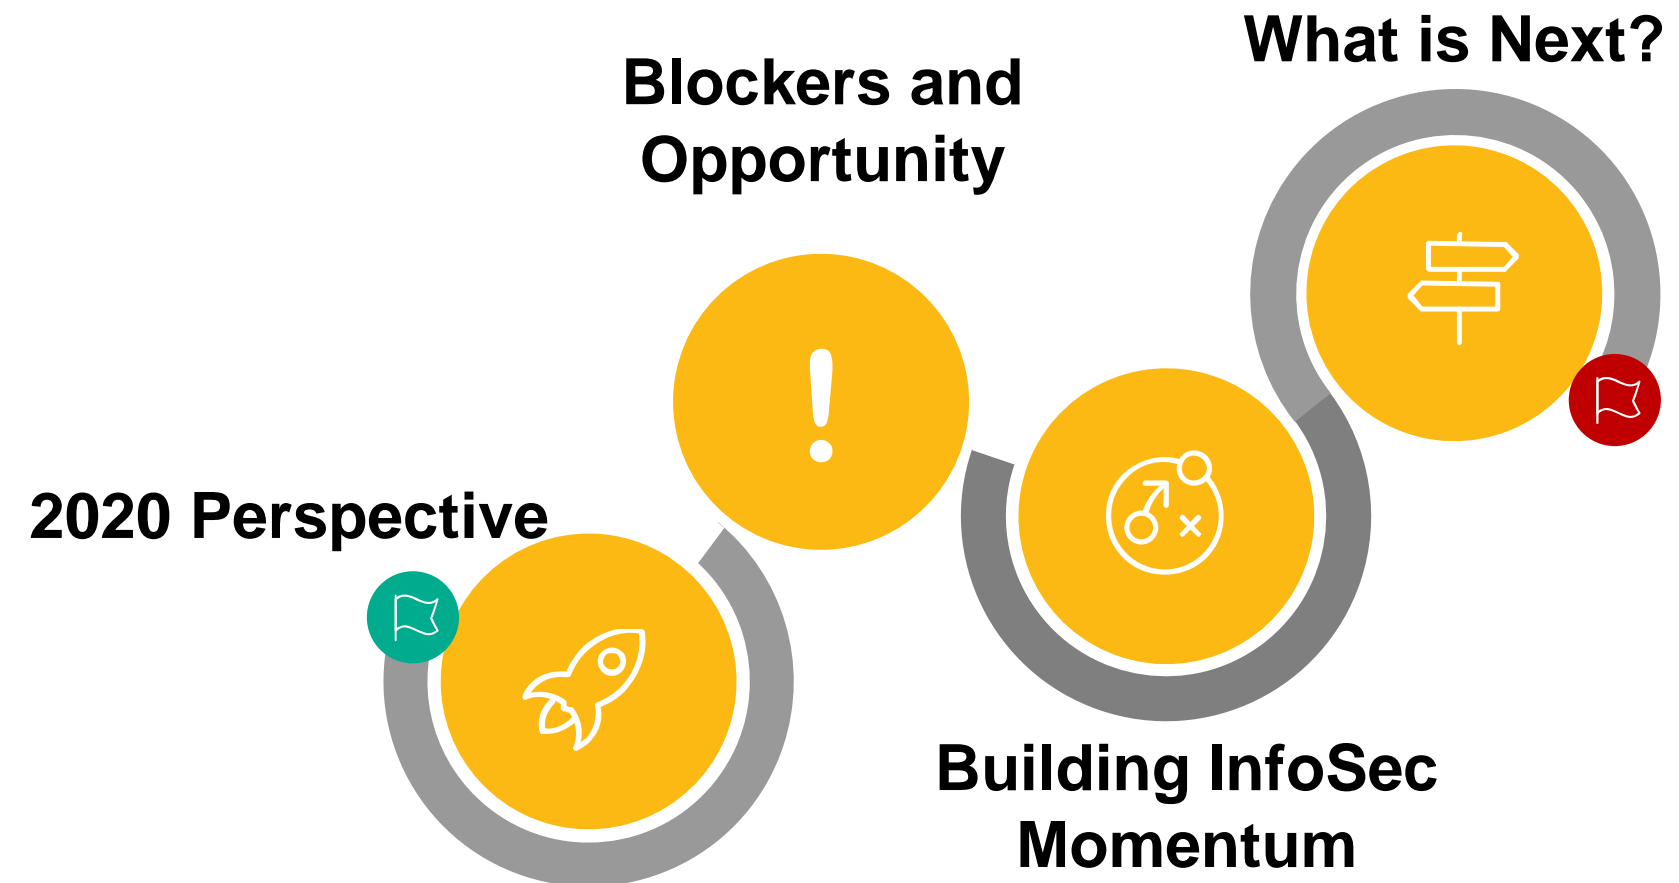 2020 Perspective
Blockers and
Opportunity
Building InfoSec
Momentum
What is Next?